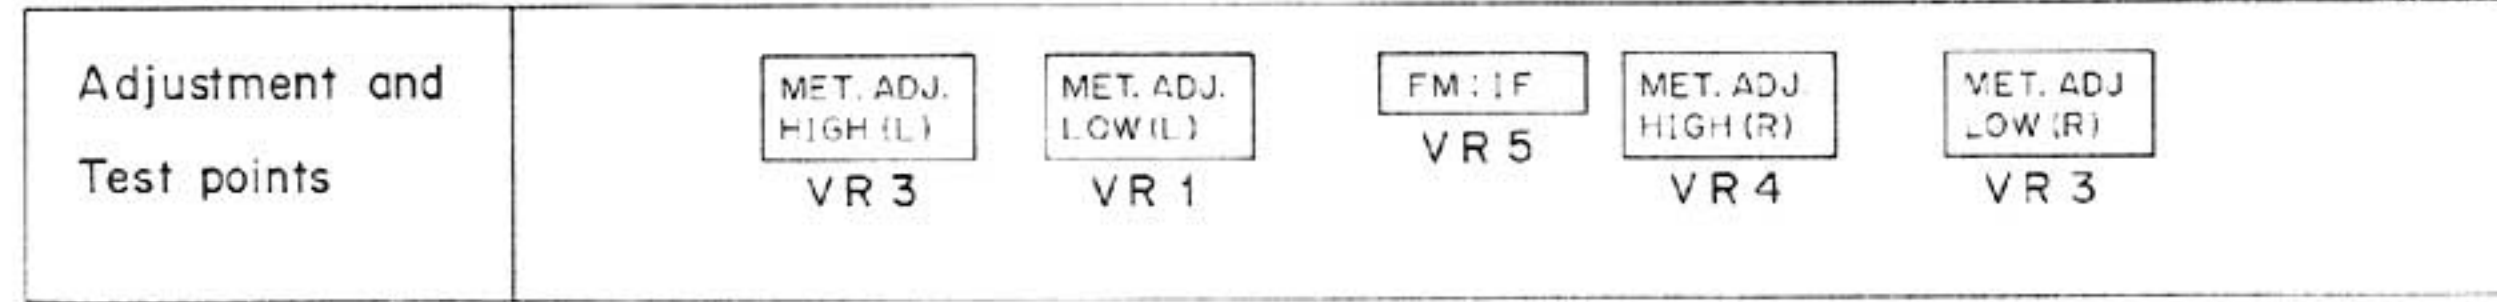 Adjustment and
Test points
MET. ADJ.
HIGH (L)
VR 3
MET. ADJ.
LOW (L)
VR 1
FM : IF
VR 5
MET. ADJ
HIGH (R)
VR 4
MET. ADJ
LOW (R)
VR 3